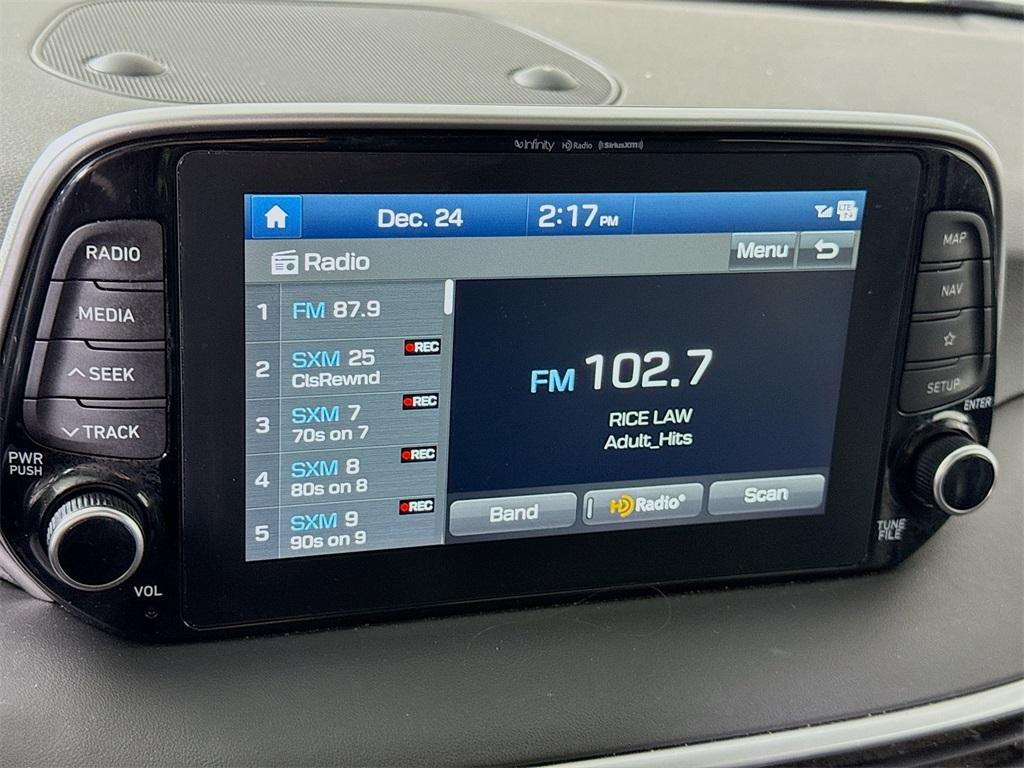 Infinity HD Radio ((SiriusXM))
Dec. 24 2:17 PM LTE
Radio Menu
1 FM 87.9
2 SXM 25 REC
ClsRewnd
3 SXM 7 REC
70s on 7
4 SXM 8 REC
80s on 8
5 SXM 9 REC
90s on 9
FM 102.7
RICE LAW
Adult_Hits
Band HD Radio® Scan
RADIO
MEDIA
SEEK
TRACK
PWR
PUSH
VOL
MAP
NAV
SETUP
ENTER
TUNE
FILE